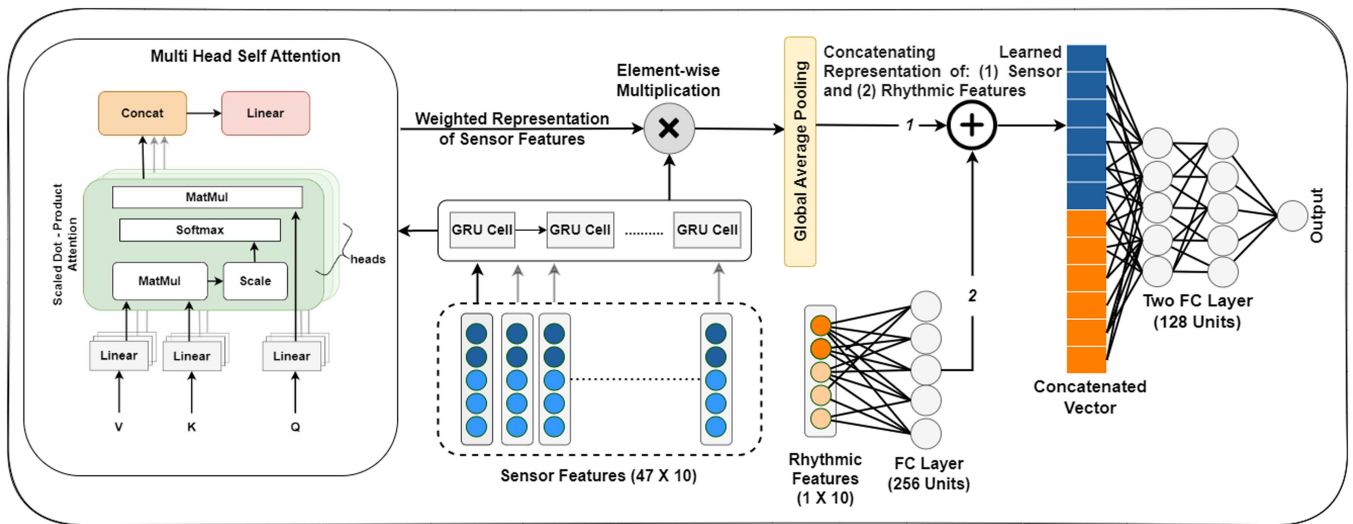 Multi Head Self Attention
Concat
Linear
Scaled Dot - Product
Attention
MatMul
Softmax
MatMul
Scale
heads
Linear
Linear
Linear
V
K
Q
Weighted Representation
of Sensor Features
Element-wise
Multiplication
GRU Cell
GRU Cell
..........
GRU Cell
Sensor Features (47 X 10)
Global Average Pooling
Concatenating Learned
Representation of: (1) Sensor
and (2) Rhythmic Features
1
2
Rhythmic
Features
(1 X 10)
FC Layer
(256 Units)
Concatenated
Vector
Two FC Layer
(128 Units)
Output